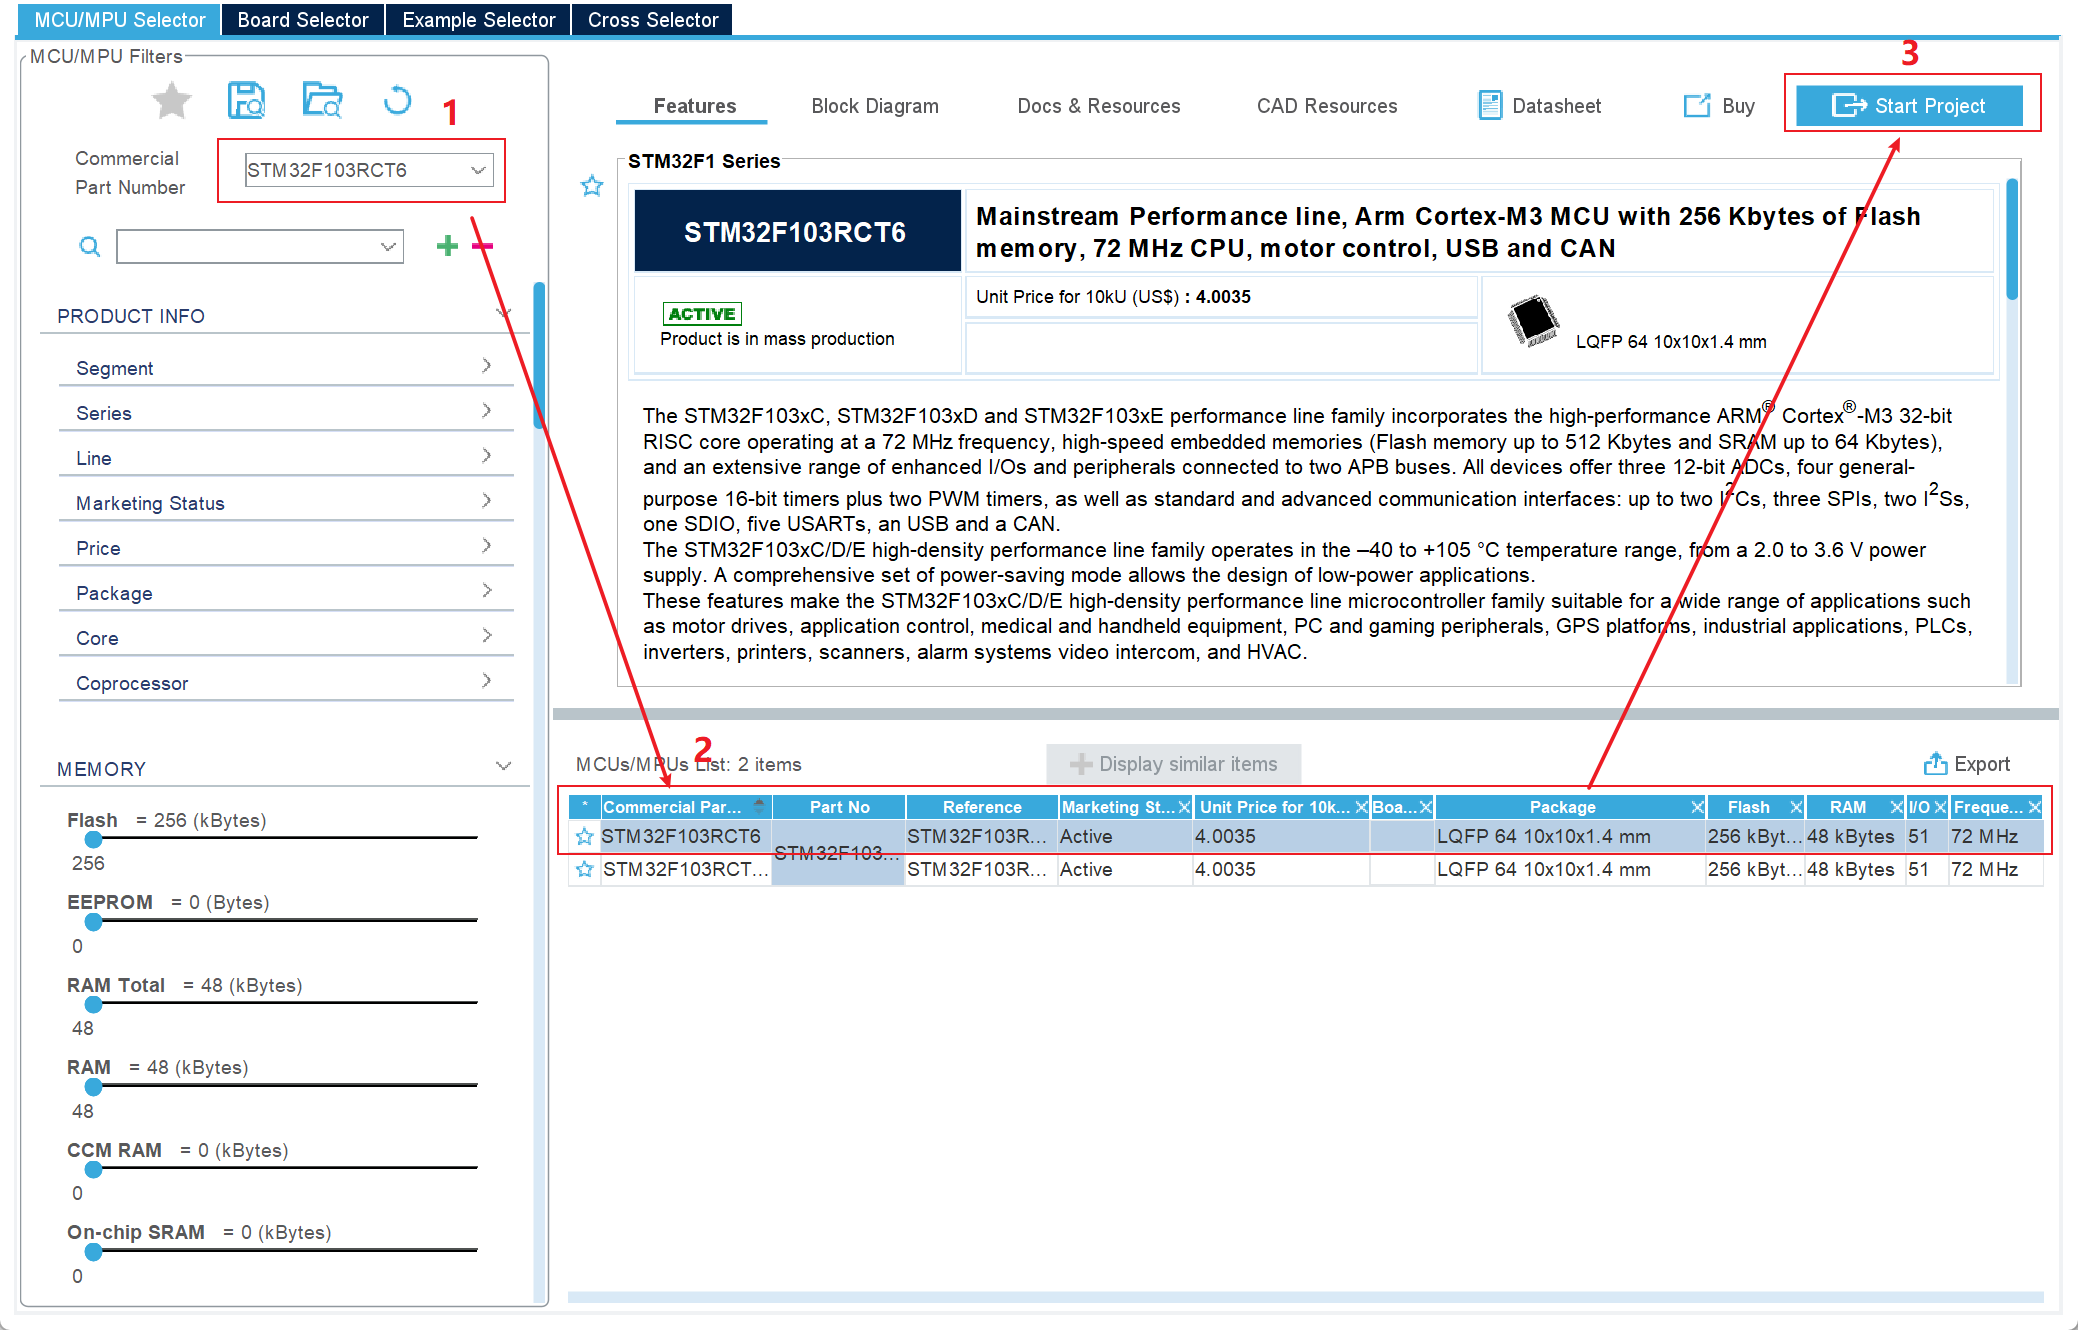 MCU/MPU Selector Board Selector Example Selector Cross Selector
MCU/MPU Filters
1
Commercial
Part Number
STM32F103RCT6
PRODUCT INFO
Segment
Series
Line
Marketing Status
Price
Package
Core
Coprocessor
MEMORY
Flash = 256 (kBytes)
256
EEPROM = 0 (Bytes)
0
RAM Total = 48 (kBytes)
48
RAM = 48 (kBytes)
48
CCM RAM = 0 (kBytes)
0
On-chip SRAM = 0 (kBytes)
0
3
Features Block Diagram Docs & Resources CAD Resources Datasheet Buy Start Project
STM32F1 Series
STM32F103RCT6
Mainstream Performance line, Arm Cortex-M3 MCU with 256 Kbytes of Flash
memory, 72 MHz CPU, motor control, USB and CAN
ACTIVE
Product is in mass production
Unit Price for 10kU (US$) : 4.0035
LQFP 64 10x10x1.4 mm
The STM32F103xC, STM32F103xD and STM32F103xE performance line family incorporates the high-performance ARM® Cortex®-M3 32-bit
RISC core operating at a 72 MHz frequency, high-speed embedded memories (Flash memory up to 512 Kbytes and SRAM up to 64 Kbytes),
and an extensive range of enhanced I/Os and peripherals connected to two APB buses. All devices offer three 12-bit ADCs, four general-
purpose 16-bit timers plus two PWM timers, as well as standard and advanced communication interfaces: up to two I²Cs, three SPIs, two I²Ss,
one SDIO, five USARTs, an USB and a CAN.
The STM32F103xC/D/E high-density performance line family operates in the –40 to +105 °C temperature range, from a 2.0 to 3.6 V power
supply. A comprehensive set of power-saving mode allows the design of low-power applications.
These features make the STM32F103xC/D/E high-density performance line microcontroller family suitable for a wide range of applications such
as motor drives, application control, medical and handheld equipment, PC and gaming peripherals, GPS platforms, industrial applications, PLCs,
inverters, printers, scanners, alarm systems video intercom, and HVAC.
2
MCUs/MPUs List: 2 items Display similar items Export
* Commercial Par... Part No Reference Marketing St... Unit Price for 10k... Boa... Package Flash RAM I/O Freque...
STM32F103RCT6 STM32F103... STM32F103R... Active 4.0035 LQFP 64 10x10x1.4 mm 256 kByt... 48 kBytes 51 72 MHz
STM32F103RCT... STM32F103R... Active 4.0035 LQFP 64 10x10x1.4 mm 256 kByt... 48 kBytes 51 72 MHz